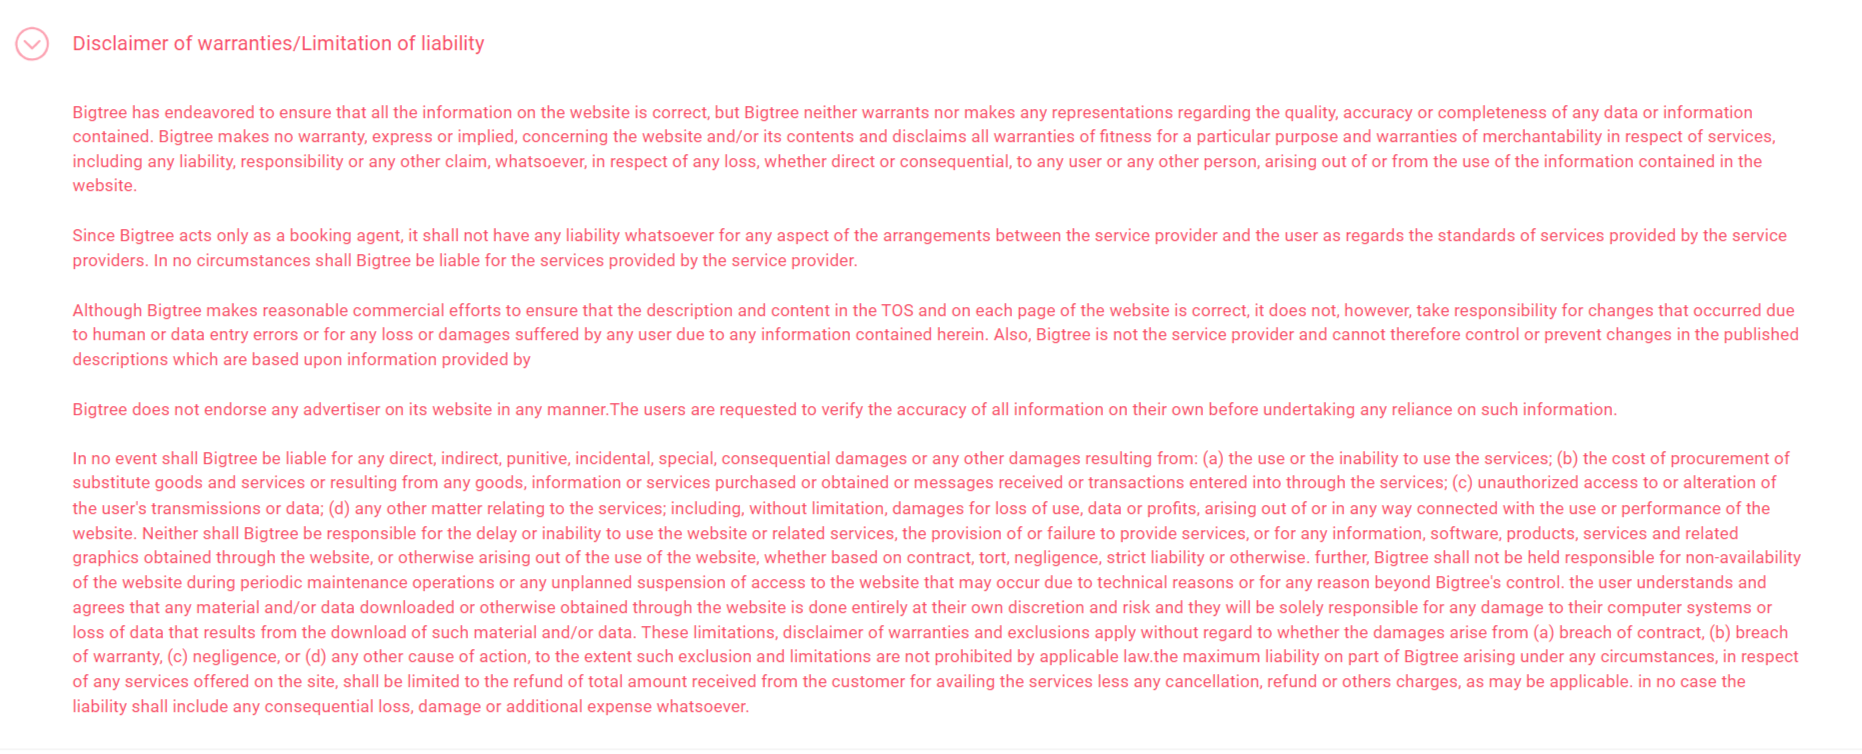 Disclaimer of warranties/Limitation of liability
Bigtree has endeavored to ensure that all the information on the website is correct, but Bigtree neither warrants nor makes any representations regarding the quality, accuracy or completeness of any data or information
contained. Bigtree makes no warranty, express or implied, concerning the website and/or its contents and disclaims all warranties of fitness for a particular purpose and warranties of merchantability in respect of services,
including any liability, responsibility or any other claim, whatsoever, in respect of any loss, whether direct or consequential, to any user or any other person, arising out of or from the use of the information contained in the
website.
Since Bigtree acts only as a booking agent, it shall not have any liability whatsoever for any aspect of the arrangements between the service provider and the user as regards the standards of services provided by the service
providers. In no circumstances shall Bigtree be liable for the services provided by the service provider.
Although Bigtree makes reasonable commercial efforts to ensure that the description and content in the TOS and on each page of the website is correct, it does not, however, take responsibility for changes that occurred due
to human or data entry errors or for any loss or damages suffered by any user due to any information contained herein. Also, Bigtree is not the service provider and cannot therefore control or prevent changes in the published
descriptions which are based upon information provided by
Bigtree does not endorse any advertiser on its website in any manner.The users are requested to verify the accuracy of all information on their own before undertaking any reliance on such information.
In no event shall Bigtree be liable for any direct, indirect, punitive, incidental, special, consequential damages or any other damages resulting from: (a) the use or the inability to use the services; (b) the cost of procurement of
substitute goods and services or resulting from any goods, information or services purchased or obtained or messages received or transactions entered into through the services; (c) unauthorized access to or alteration of
the user's transmissions or data; (d) any other matter relating to the services; including, without limitation, damages for loss of use, data or profits, arising out of or in any way connected with the use or performance of the
website. Neither shall Bigtree be responsible for the delay or inability to use the website or related services, the provision of or failure to provide services, or for any information, software, products, services and related
graphics obtained through the website, or otherwise arising out of the use of the website, whether based on contract, tort, negligence, strict liability or otherwise. further, Bigtree shall not be held responsible for non-availability
of the website during periodic maintenance operations or any unplanned suspension of access to the website that may occur due to technical reasons or for any reason beyond Bigtree's control. the user understands and
agrees that any material and/or data downloaded or otherwise obtained through the website is done entirely at their own discretion and risk and they will be solely responsible for any damage to their computer systems or
loss of data that results from the download of such material and/or data. These limitations, disclaimer of warranties and exclusions apply without regard to whether the damages arise from (a) breach of contract, (b) breach
of warranty, (c) negligence, or (d) any other cause of action, to the extent such exclusion and limitations are not prohibited by applicable law.the maximum liability on part of Bigtree arising under any circumstances, in respect
of any services offered on the site, shall be limited to the refund of total amount received from the customer for availing the services less any cancellation, refund or others charges, as may be applicable. in no case the
liability shall include any consequential loss, damage or additional expense whatsoever.